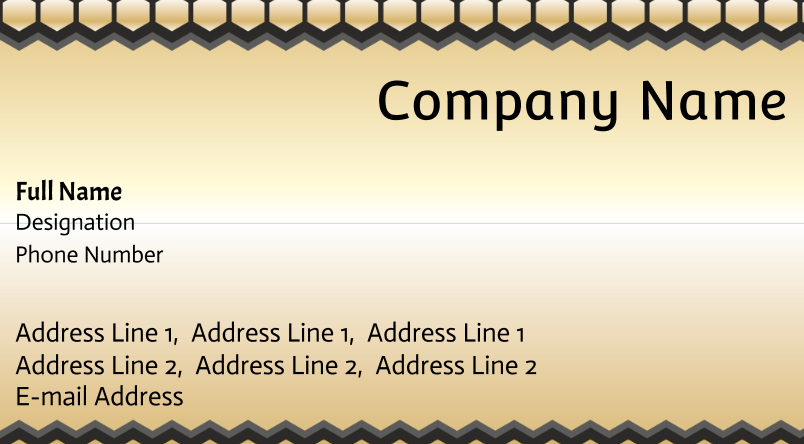 Company Name
Full Name
Designation
Phone Number
Address Line 1, Address Line 1, Address Line 1
Address Line 2, Address Line 2, Address Line 2
E-mail Address